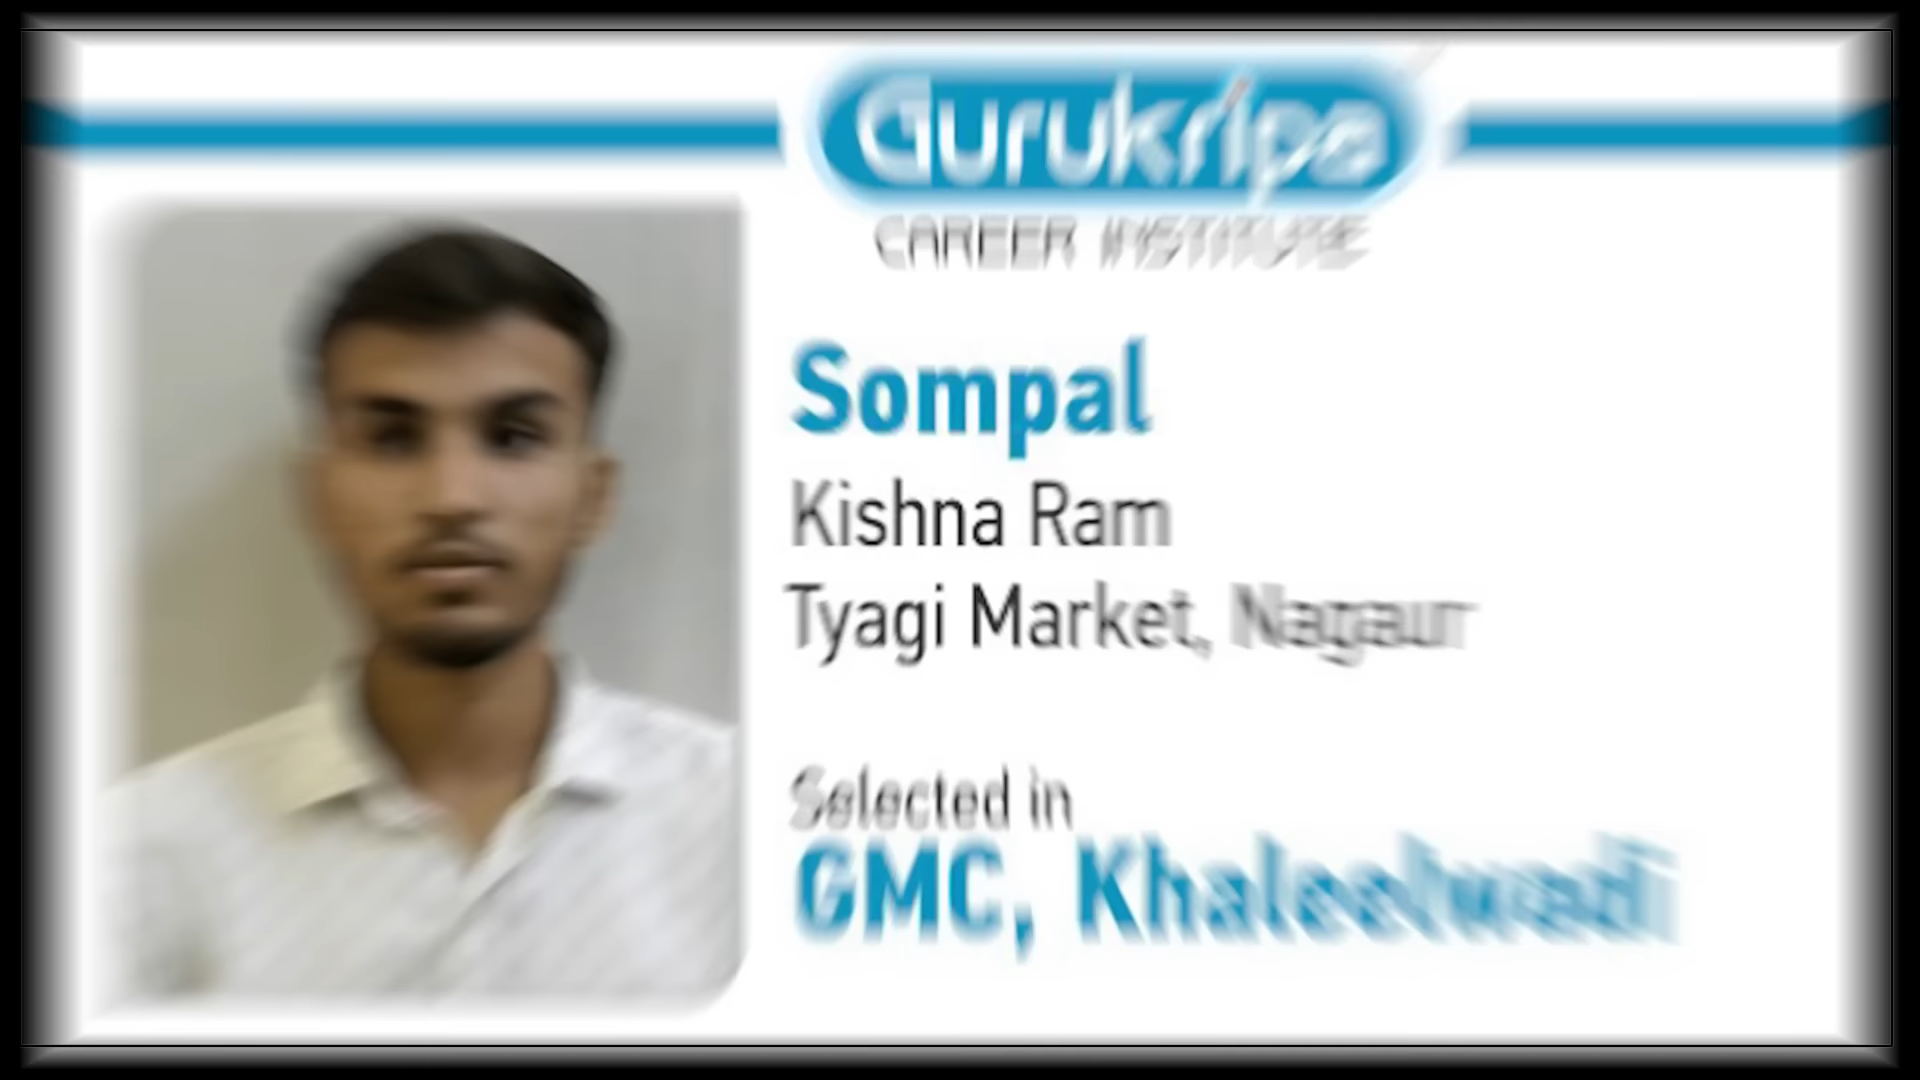 Gurukripa
CAREER INSTITUTE
Sompal
Kishna Ram
Tyagi Market, Nagaur
Selected in
GMC, Khaleelwadi